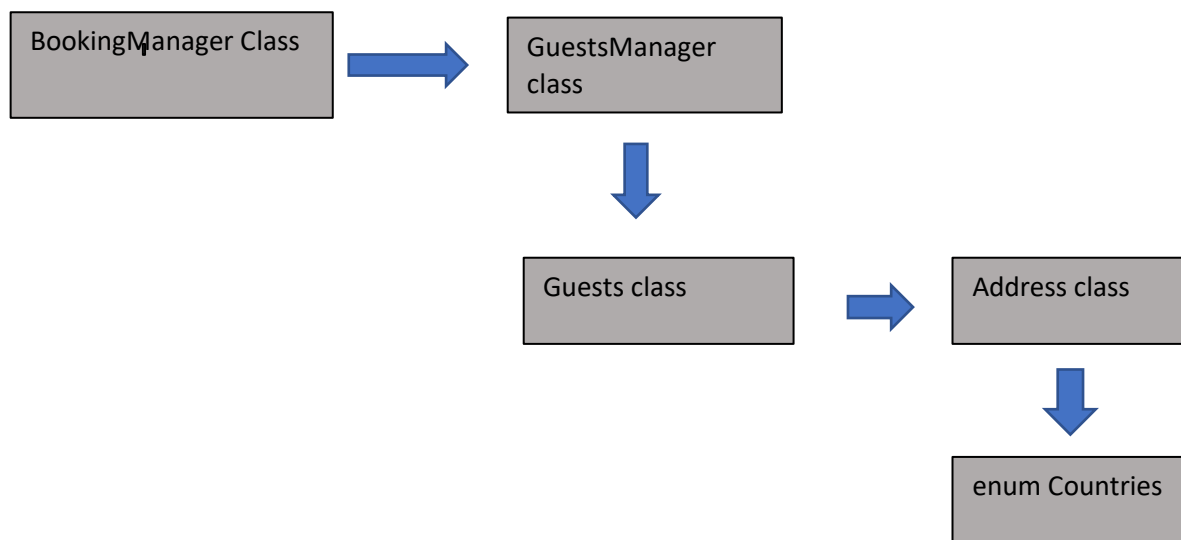 BookingManager Class
GuestsManager
class
Guests class
Address class
enum Countries